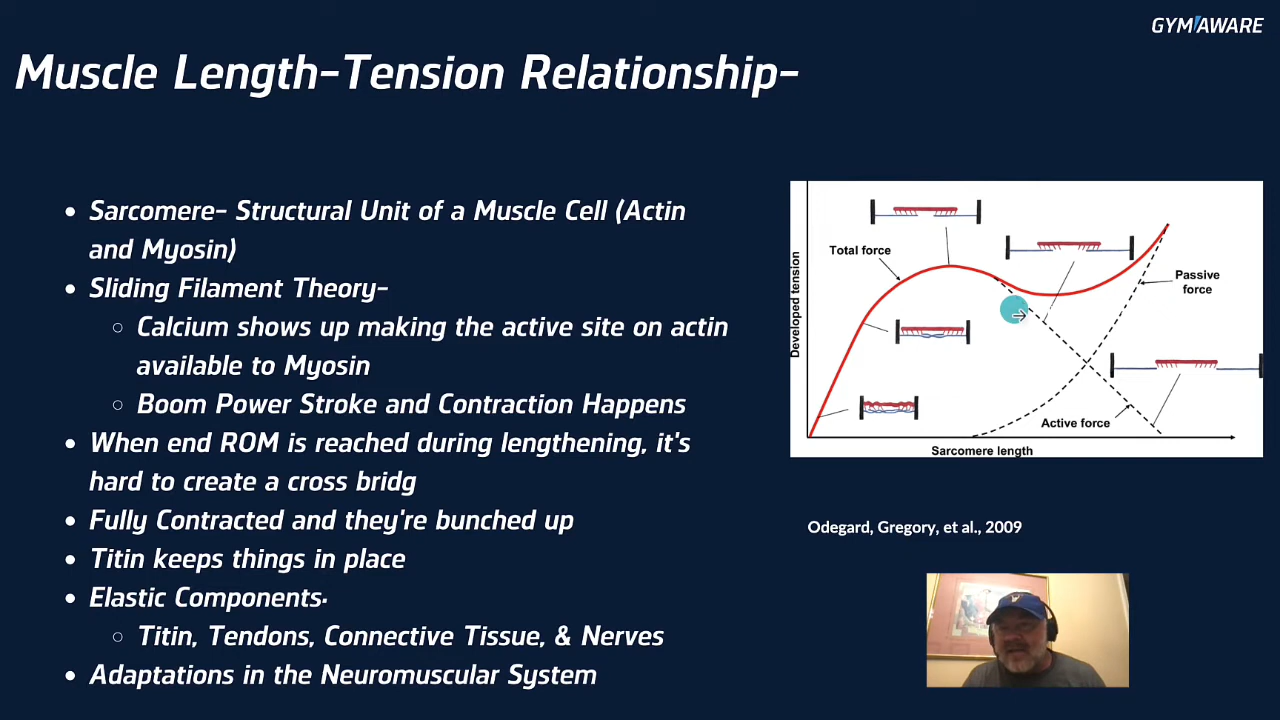 GYMAWARE
Muscle Length-Tension Relationship-
• Sarcomere- Structural Unit of a Muscle Cell (Actin
and Myosin)
• Sliding Filament Theory-
○ Calcium shows up making the active site on actin
available to Myosin
○ Boom Power Stroke and Contraction Happens
• When end ROM is reached during lengthening, it's
hard to create a cross bridg
• Fully Contracted and they're bunched up
• Titin keeps things in place
• Elastic Components.
○ Titin, Tendons, Connective Tissue, & Nerves
• Adaptations in the Neuromuscular System
Developed tension
Total force
Passive
force
Active force
Sarcomere length
Odegard, Gregory, et al., 2009